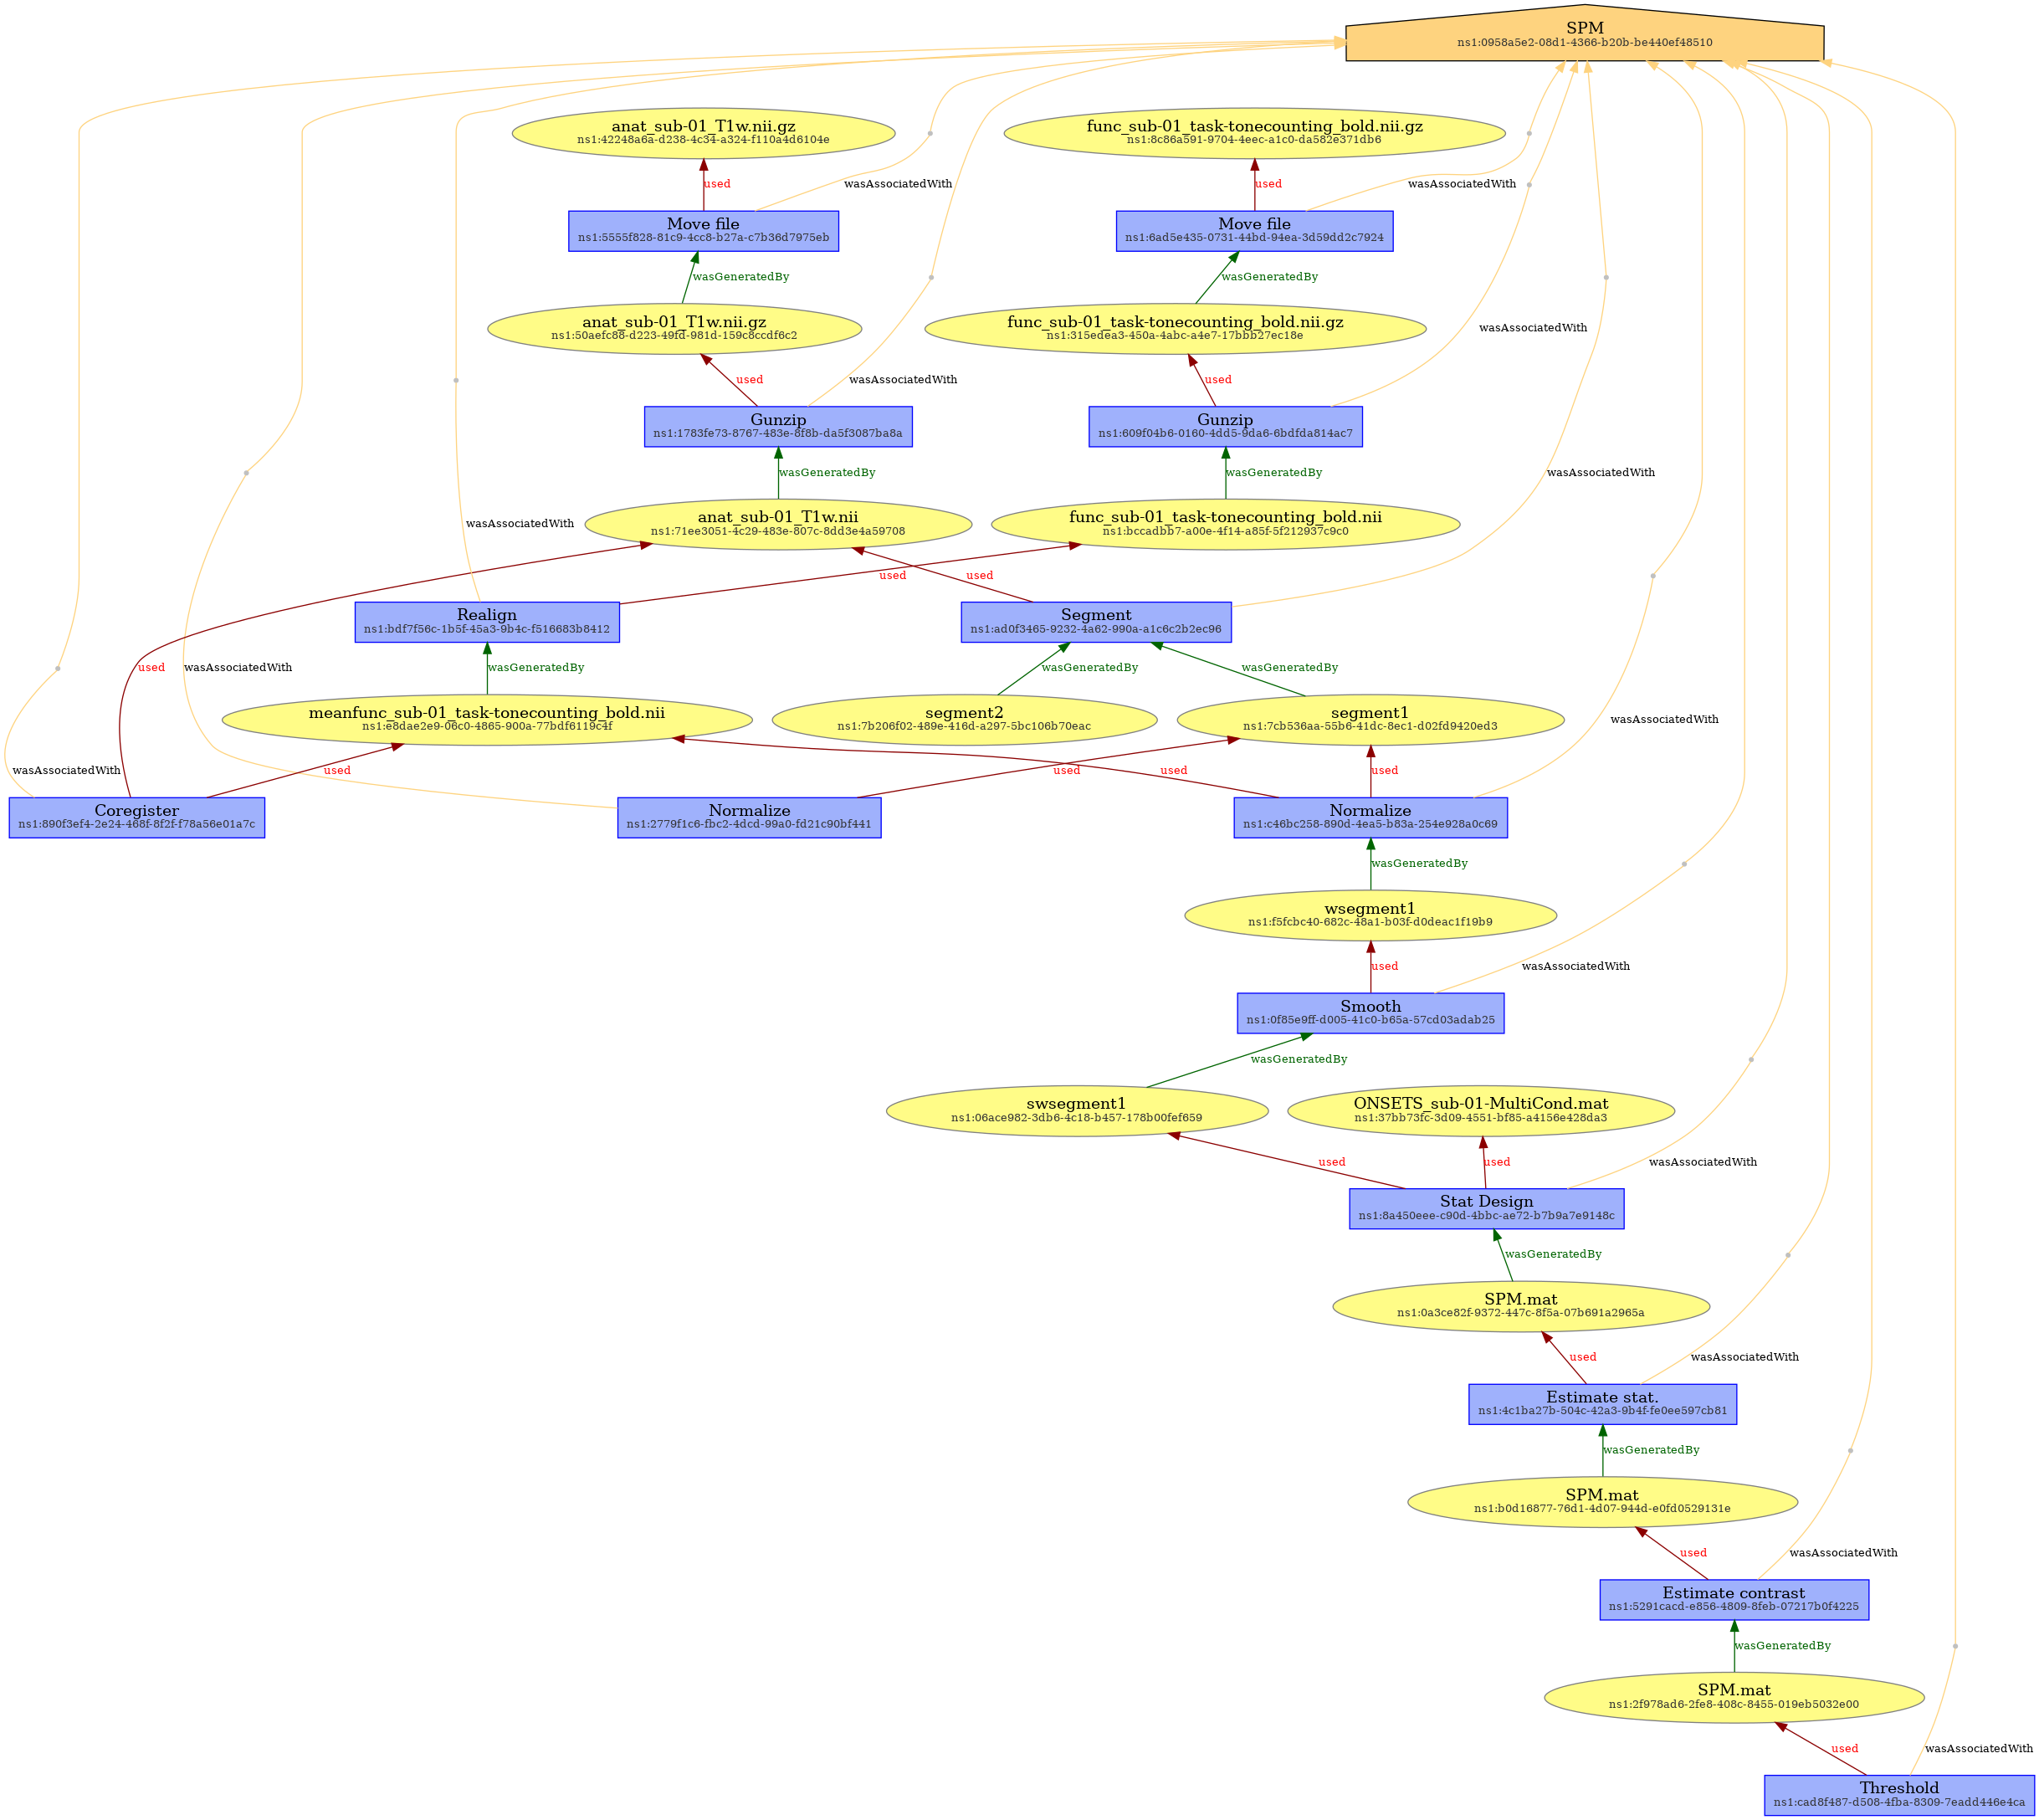 SPM
ns1:0958a5e2-08d1-4366-b20b-be440ef48510
anat_sub-01_T1w.nii.gz
ns1:42248a6a-d238-4c34-a324-f110a4d6104e
func_sub-01_task-tonecounting_bold.nii.gz
ns1:8c86a591-9704-4eec-a1c0-da582e371db6
used
wasAssociatedWith
used
wasAssociatedWith
Move file
ns1:5555f828-81c9-4cc8-b27a-c7b36d7975eb
Move file
ns1:6ad5e435-0731-44bd-94ea-3d59dd2c7924
wasGeneratedBy
wasGeneratedBy
anat_sub-01_T1w.nii.gz
ns1:50aefc88-d223-49fd-981d-159c8ccdf6c2
func_sub-01_task-tonecounting_bold.nii.gz
ns1:315edea3-450a-4abc-a4e7-17bbb27ec18e
wasAssociatedWith
used
wasAssociatedWith
used
Gunzip
ns1:1783fe73-8767-483e-8f8b-da5f3087ba8a
Gunzip
ns1:609f04b6-0160-4dd5-9da6-6bdfda814ac7
wasGeneratedBy
wasGeneratedBy
wasAssociatedWith
anat_sub-01_T1w.nii
ns1:71ee3051-4c29-483e-807c-8dd3e4a59708
func_sub-01_task-tonecounting_bold.nii
ns1:bccadbb7-a00e-4f14-a85f-5f212937c9c0
wasAssociatedWith
used
used
Realign
ns1:bdf7f56c-1b5f-45a3-9b4c-f516683b8412
Segment
ns1:ad0f3465-9232-4a62-990a-a1c6c2b2ec96
used
wasAssociatedWith
wasGeneratedBy
wasGeneratedBy
wasGeneratedBy
meanfunc_sub-01_task-tonecounting_bold.nii
ns1:e8dae2e9-06c0-4865-900a-77bdf6119c4f
segment2
ns1:7b206f02-489e-416d-a297-5bc106b70eac
segment1
ns1:7cb536aa-55b6-41dc-8ec1-d02fd9420ed3
wasAssociatedWith
wasAssociatedWith
used
used
used
used
Coregister
ns1:890f3ef4-2e24-468f-8f2f-f78a56e01a7c
Normalize
ns1:2779f1c6-fbc2-4dcd-99a0-fd21c90bf441
Normalize
ns1:c46bc258-890d-4ea5-b83a-254e928a0c69
wasGeneratedBy
wsegment1
ns1:f5fcbc40-682c-48a1-b03f-d0deac1f19b9
used
wasAssociatedWith
Smooth
ns1:0f85e9ff-d005-41c0-b65a-57cd03adab25
wasGeneratedBy
swsegment1
ns1:06ace982-3db6-4c18-b457-178b00fef659
ONSETS_sub-01-MultiCond.mat
ns1:37bb73fc-3d09-4551-bf85-a4156e428da3
used
used
wasAssociatedWith
Stat Design
ns1:8a450eee-c90d-4bbc-ae72-b7b9a7e9148c
wasGeneratedBy
SPM.mat
ns1:0a3ce82f-9372-447c-8f5a-07b691a2965a
used
wasAssociatedWith
Estimate stat.
ns1:4c1ba27b-504c-42a3-9b4f-fe0ee597cb81
wasGeneratedBy
SPM.mat
ns1:b0d16877-76d1-4d07-944d-e0fd0529131e
used
wasAssociatedWith
Estimate contrast
ns1:5291cacd-e856-4809-8feb-07217b0f4225
wasGeneratedBy
SPM.mat
ns1:2f978ad6-2fe8-408c-8455-019eb5032e00
used
wasAssociatedWith
Threshold
ns1:cad8f487-d508-4fba-8309-7eadd446e4ca